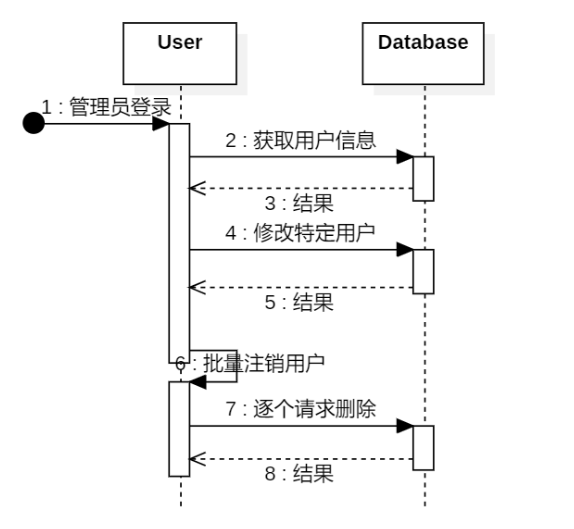 User
Database
1 : 管理员登录
2 : 获取用户信息
3 : 结果
4 : 修改特定用户
5 : 结果
6 : 批量注销用户
7 : 逐个请求删除
8 : 结果